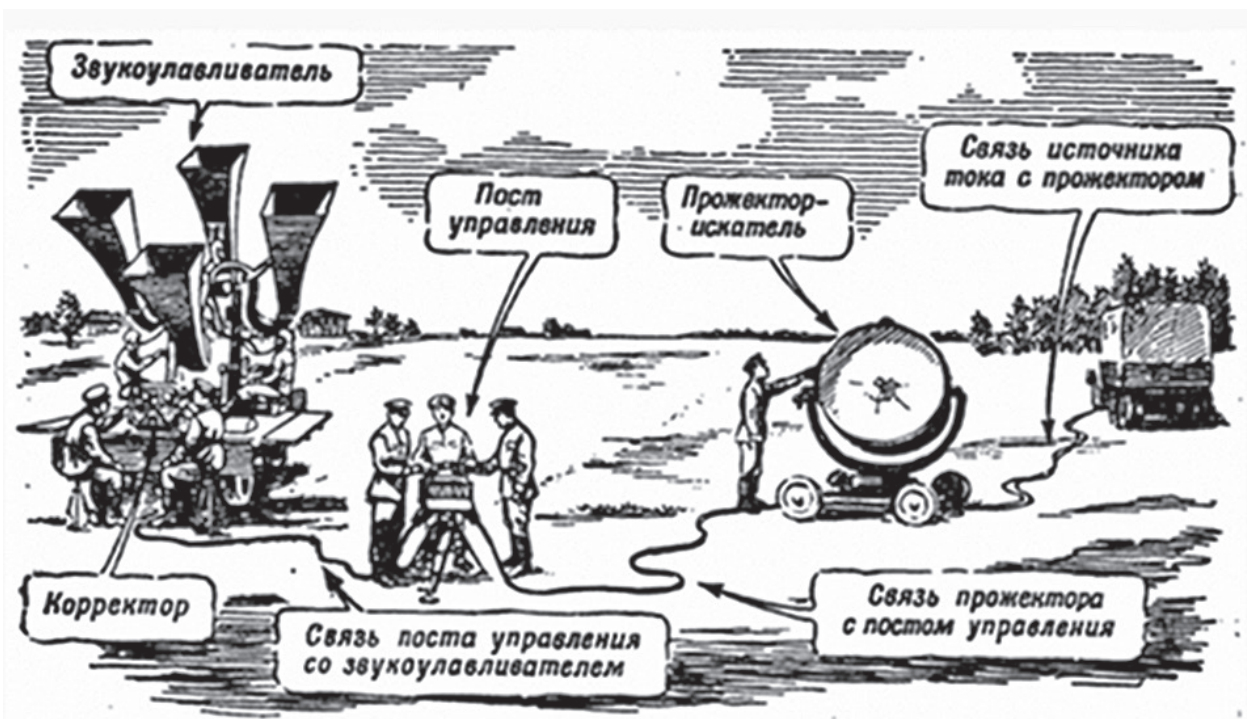 Звукоулавливатель
Пост
управления
Прожектор-
искатель
Связь источника
тока с прожектором
Корректор
Связь поста управления
со звукоулавливателем
Связь прожектора
с постом управления